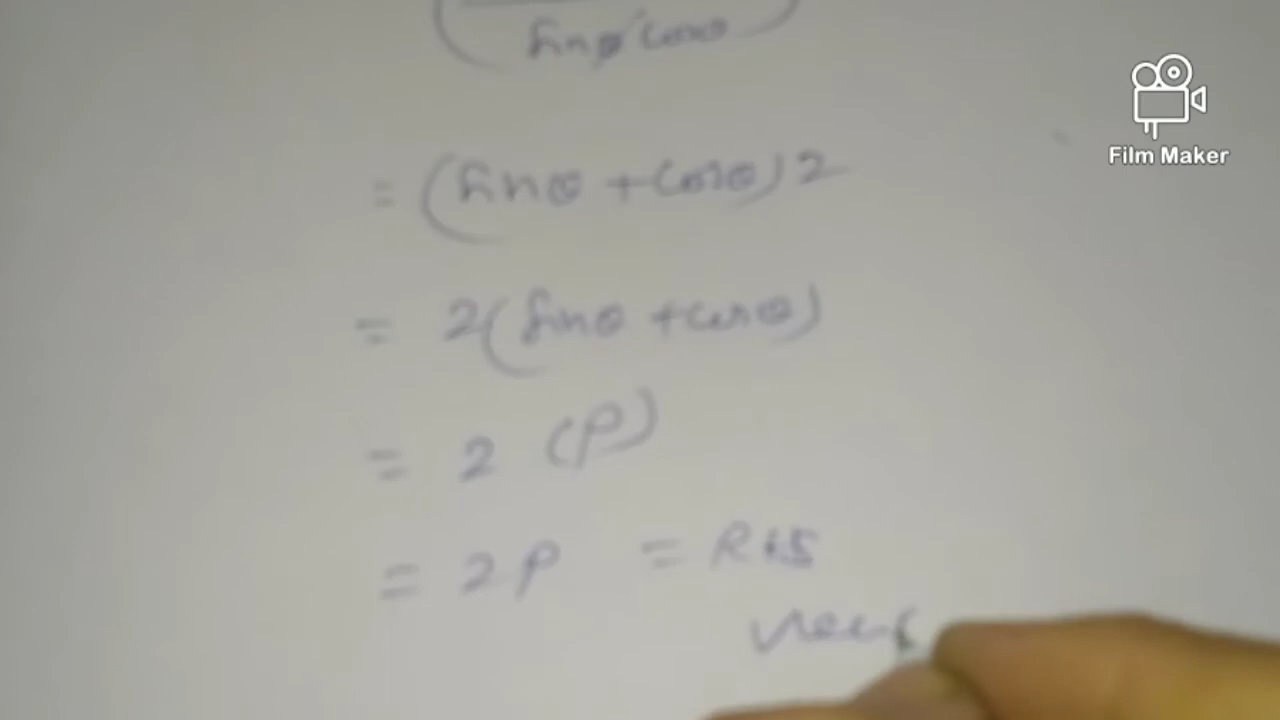 sinθ cosθ
= (sinθ + cosθ) 2
= 2(sinθ + cosθ)
= 2 (P)
= 2P = RHS
Film Maker